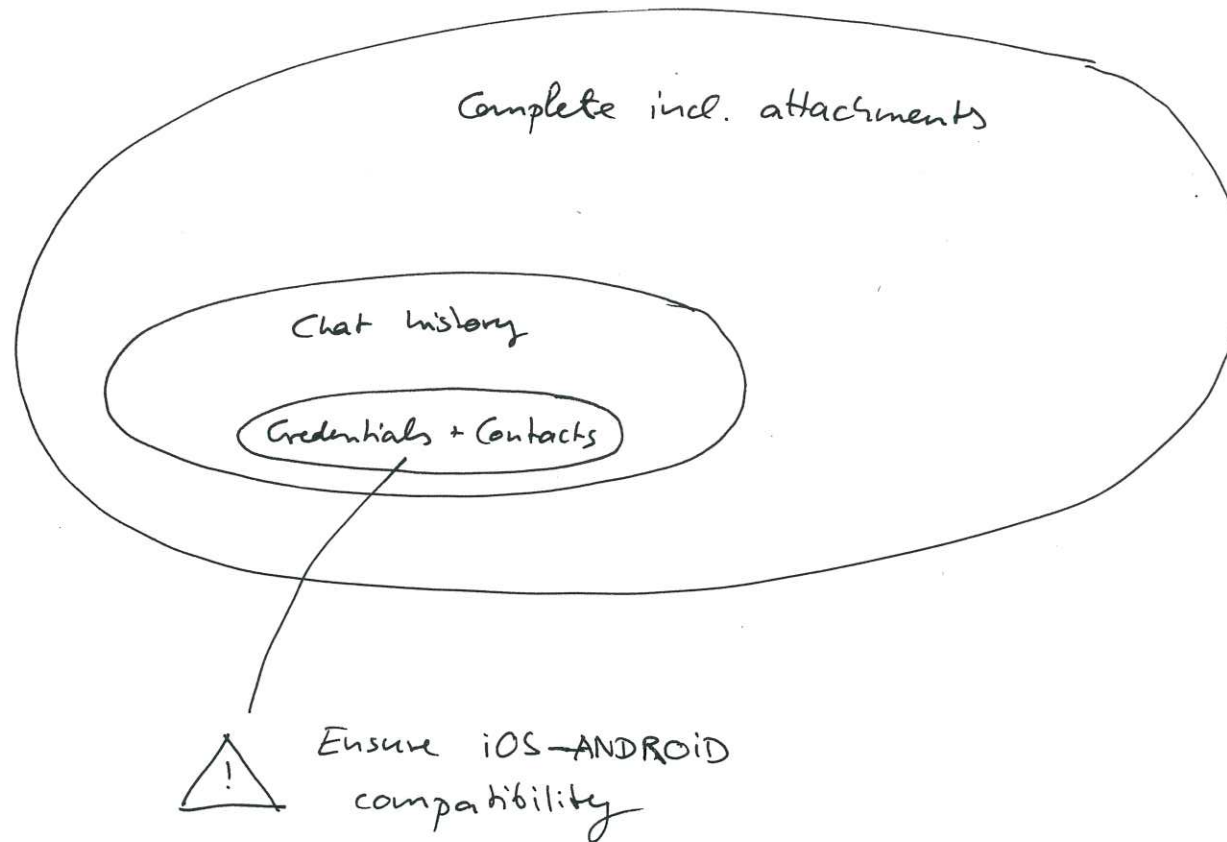 Complete incl. attachments
Chat history
Credentials + Contacts
! Ensure iOS-ANDROiD
compatibility